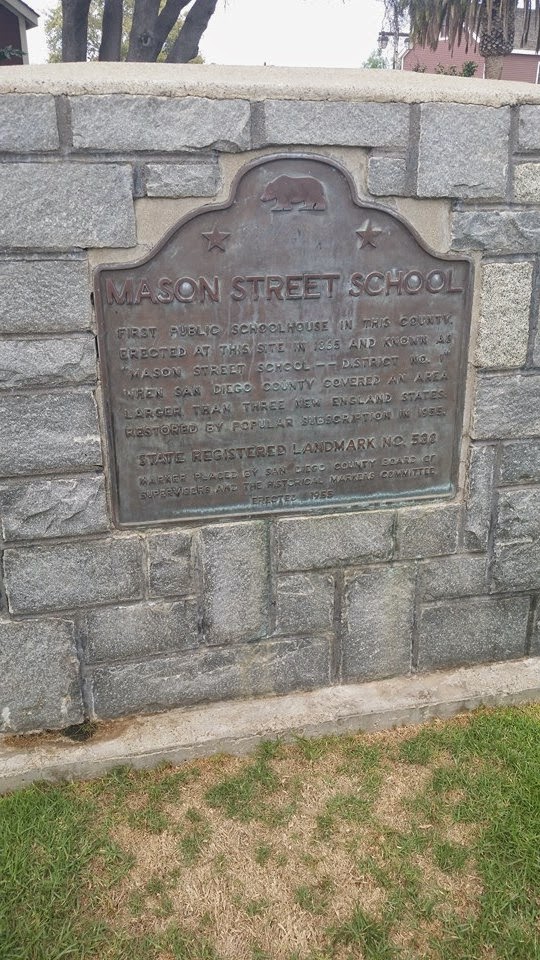 MASON STREET SCHOOL
FIRST PUBLIC SCHOOLHOUSE IN THIS COUNTY.
ERECTED AT THIS SITE IN 1865 AND KNOWN AS
"MASON STREET SCHOOL -- DISTRICT NO. 1"
WHEN SAN DIEGO COUNTY COVERED AN AREA
LARGER THAN THREE NEW ENGLAND STATES.
RESTORED BY POPULAR SUBSCRIPTION IN 1955.
STATE REGISTERED LANDMARK NO. 538
MARKER PLACED BY SAN DIEGO COUNTY BOARD OF
SUPERVISORS AND THE HISTORICAL MARKERS COMMITTEE
ERECTED 1955